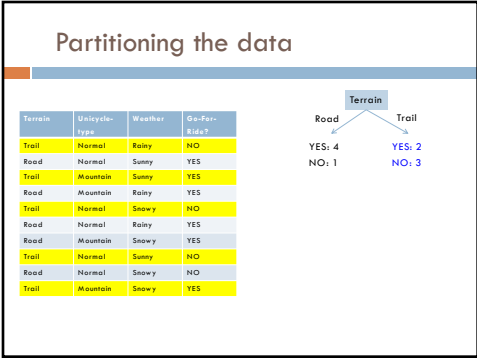 Partitioning the data
Terrain Unicycle-type Weather Go-For-Ride?
Trail Normal Rainy NO
Road Normal Sunny YES
Trail Mountain Sunny YES
Road Mountain Rainy YES
Trail Normal Snowy NO
Road Normal Rainy YES
Road Mountain Snowy YES
Trail Normal Sunny NO
Road Normal Snowy NO
Trail Mountain Snowy YES
Terrain
Road Trail
YES: 4 YES: 2
NO: 1 NO: 3